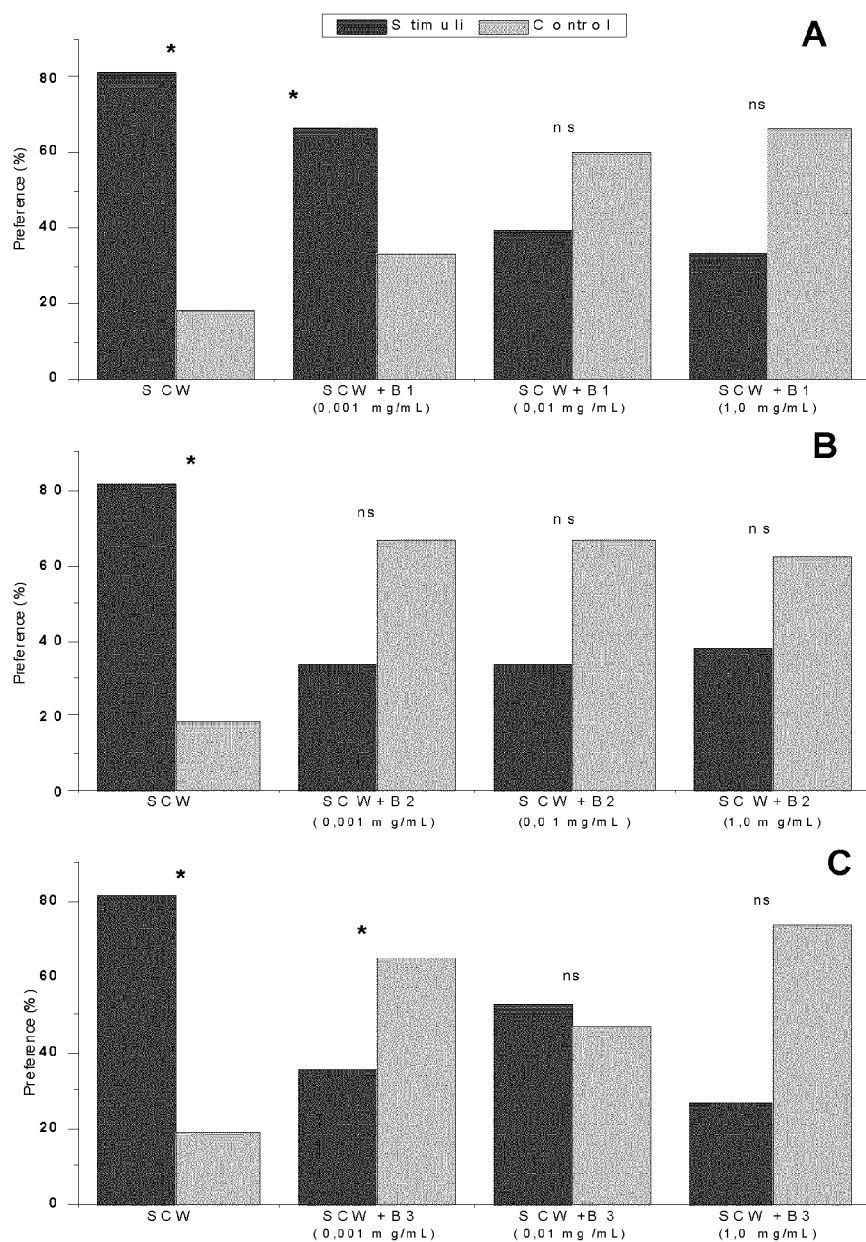 Stimuli Control
A
Preference (%)
80
60
40
20
0
* * ns ns
SCW SCW+B1 SCW+B1 SCW+B1
(0,001 mg/mL) (0,01 mg/mL) (1,0 mg/mL)
B
Preference (%)
80
60
40
20
0
* ns ns ns
SCW SCW+B2 SCW+B2 SCW+B2
(0,001 mg/mL) (0,01 mg/mL) (1,0 mg/mL)
C
Preference (%)
80
60
40
20
0
* * ns ns
SCW SCW+B3 SCW+B3 SCW+B3
(0,001 mg/mL) (0,01 mg/mL) (1,0 mg/mL)